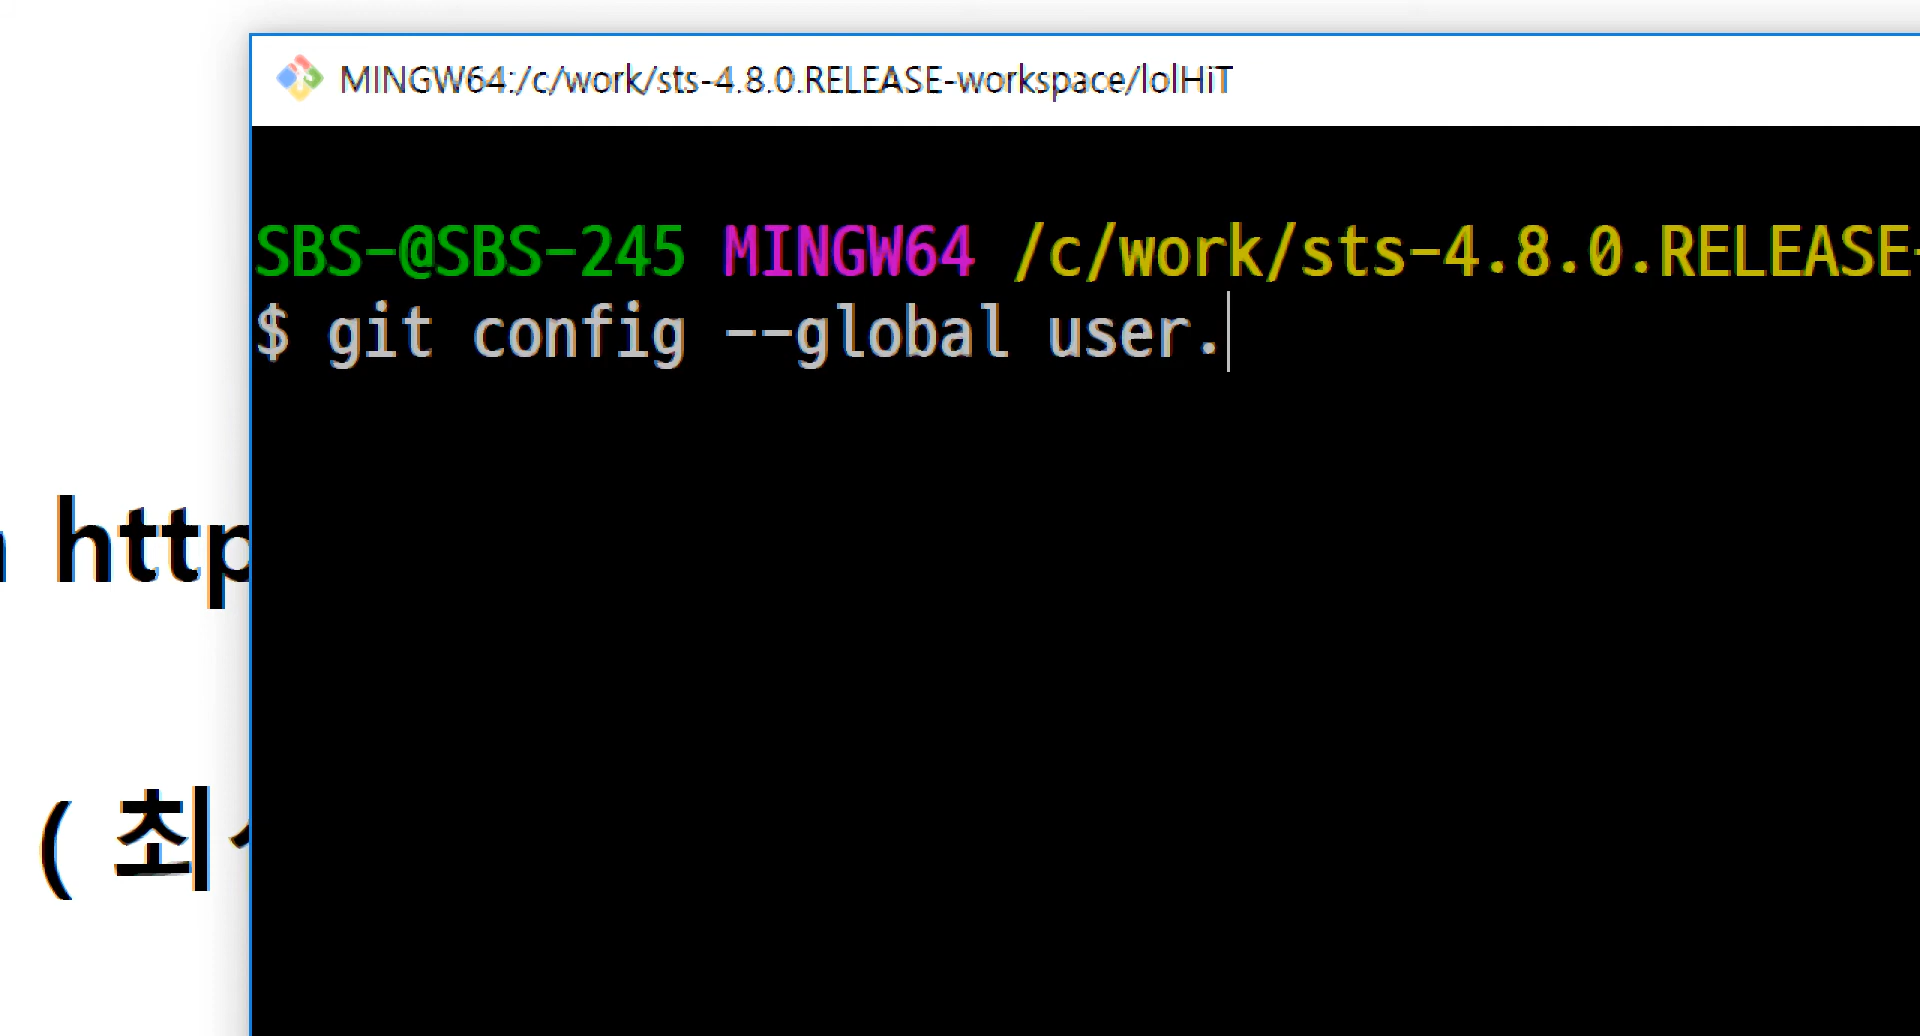 MINGW64:/c/work/sts-4.8.0.RELEASE-workspace/lolHiT
SBS-@SBS-245 MINGW64 /c/work/sts-4.8.0.RELEASE-
$ git config --global user.
http
( 최